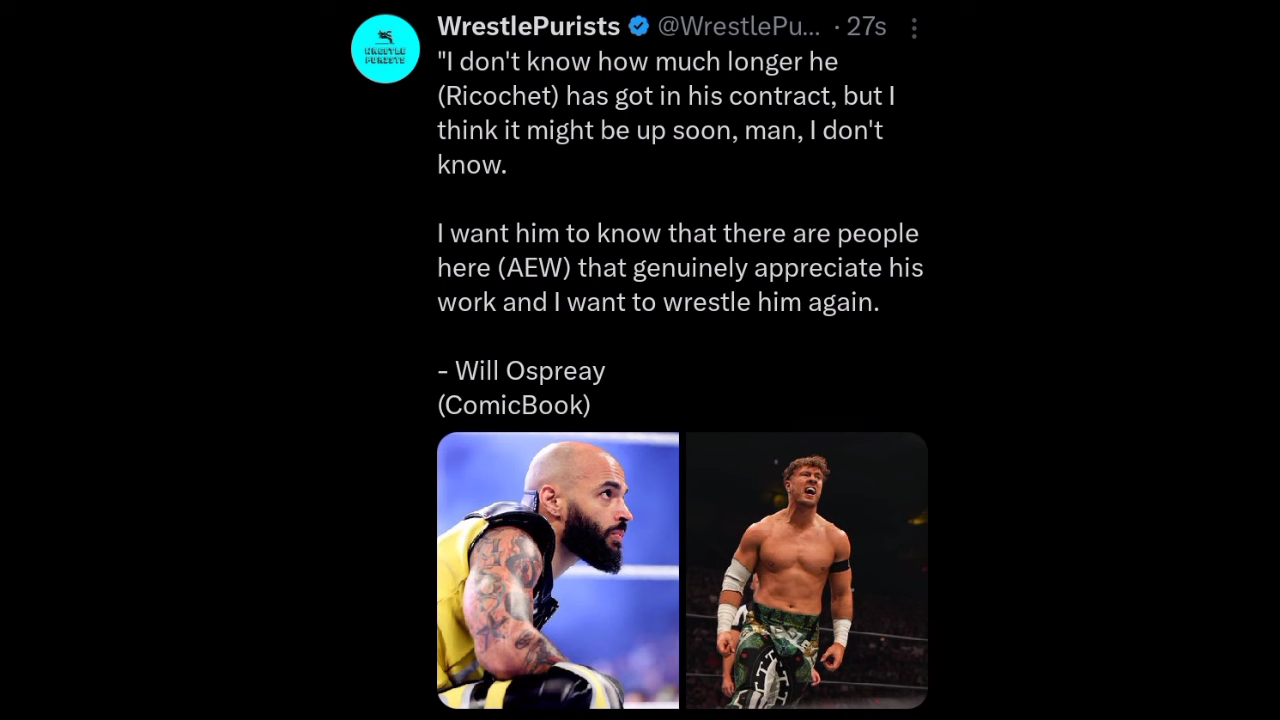 WrestlePurists @WrestlePu... · 27s
WRESTLE
PURISTS
"I don't know how much longer he
(Ricochet) has got in his contract, but I
think it might be up soon, man, I don't
know.
I want him to know that there are people
here (AEW) that genuinely appreciate his
work and I want to wrestle him again.
- Will Ospreay
(ComicBook)